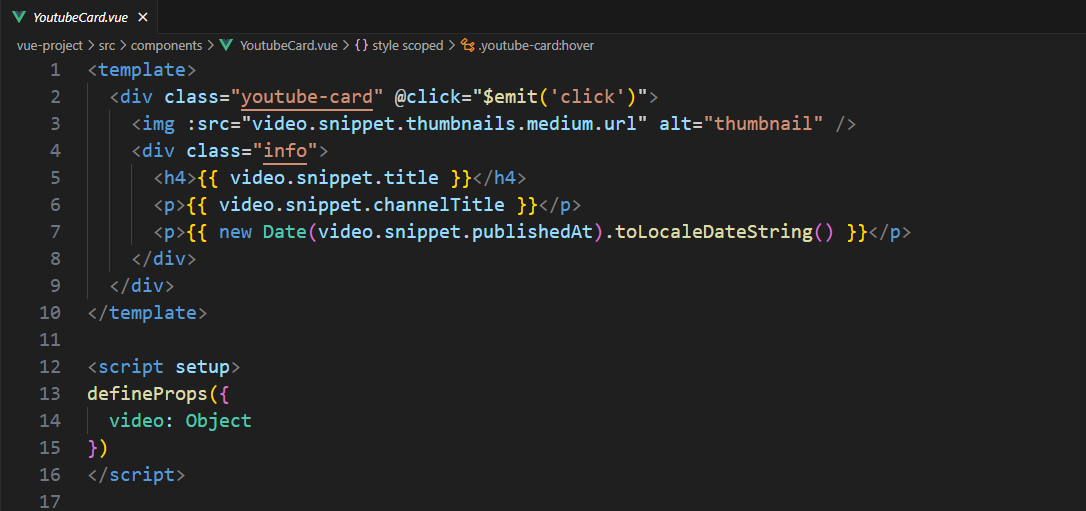 YoutubeCard.vue ×
vue-project > src > components > YoutubeCard.vue > {} style scoped > .youtube-card:hover
1 <template>
2 <div class="youtube-card" @click="$emit('click')">
3 <img :src="video.snippet.thumbnails.medium.url" alt="thumbnail" />
4 <div class="info">
5 <h4>{{ video.snippet.title }}</h4>
6 <p>{{ video.snippet.channelTitle }}</p>
7 <p>{{ new Date(video.snippet.publishedAt).toLocaleDateString() }}</p>
8 </div>
9 </div>
10 </template>
11
12 <script setup>
13 defineProps({
14 video: Object
15 })
16 </script>
17